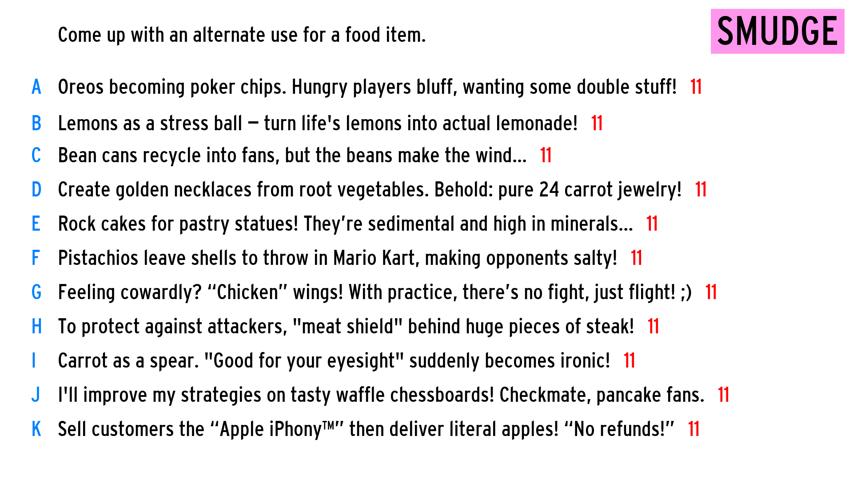 Come up with an alternate use for a food item.
SMUDGE
A Oreos becoming poker chips. Hungry players bluff, wanting some double stuff! 11
B Lemons as a stress ball – turn life's lemons into actual lemonade! 11
C Bean cans recycle into fans, but the beans make the wind... 11
D Create golden necklaces from root vegetables. Behold: pure 24 carrot jewelry! 11
E Rock cakes for pastry statues! They’re sedimental and high in minerals... 11
F Pistachios leave shells to throw in Mario Kart, making opponents salty! 11
G Feeling cowardly? “Chicken” wings! With practice, there’s no fight, just flight! ;) 11
H To protect against attackers, "meat shield" behind huge pieces of steak! 11
I Carrot as a spear. "Good for your eyesight" suddenly becomes ironic! 11
J I'll improve my strategies on tasty waffle chessboards! Checkmate, pancake fans. 11
K Sell customers the “Apple iPhony™” then deliver literal apples! “No refunds!” 11